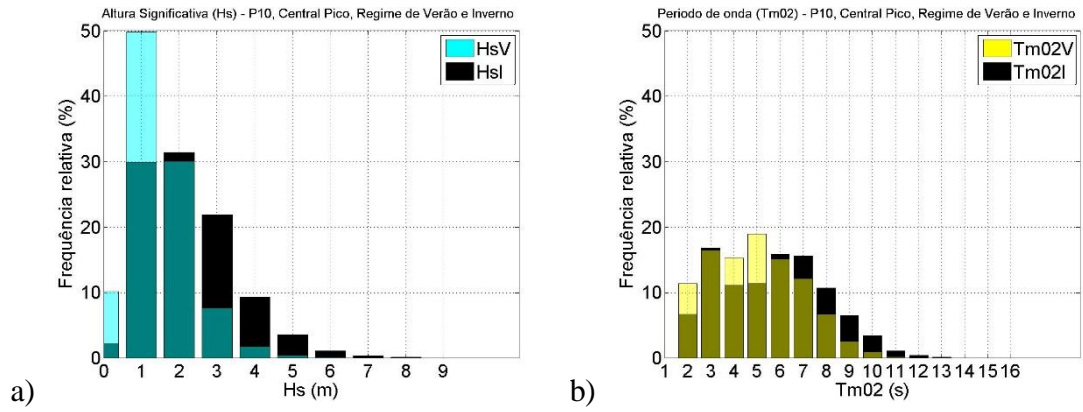 Altura Significativa (Hs) - P10, Central Pico, Regime de Verão e Inverno
50
40
30
20
10
0
Frequência relativa (%)
HsV
HsI
0 1 2 3 4 5 6 7 8 9
Hs (m)
a)
Periodo de onda (Tm02) - P10, Central Pico, Regime de Verão e Inverno
50
40
30
20
10
0
Frequência relativa (%)
Tm02V
Tm02I
1 2 3 4 5 6 7 8 9 10 11 12 13 14 15 16
Tm02 (s)
b)